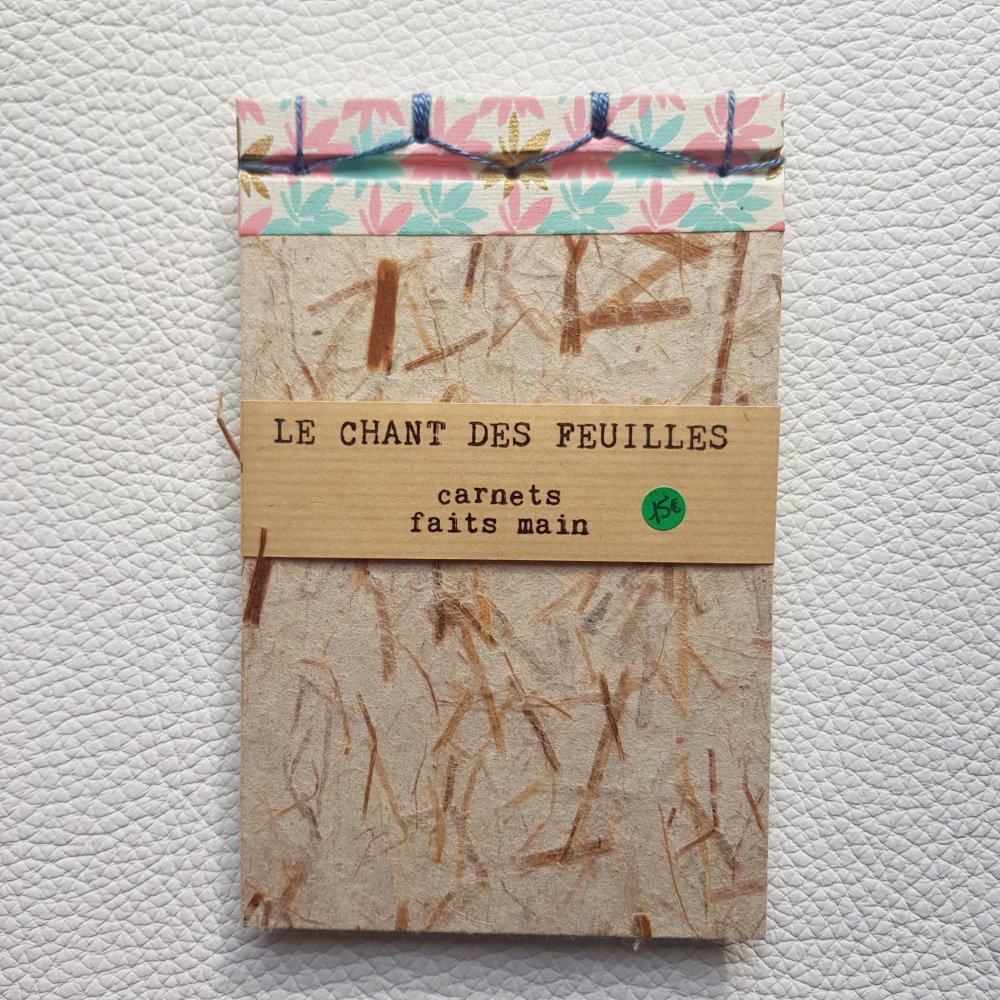 LE CHANT DES FEUILLES
carnets
faits main
15€